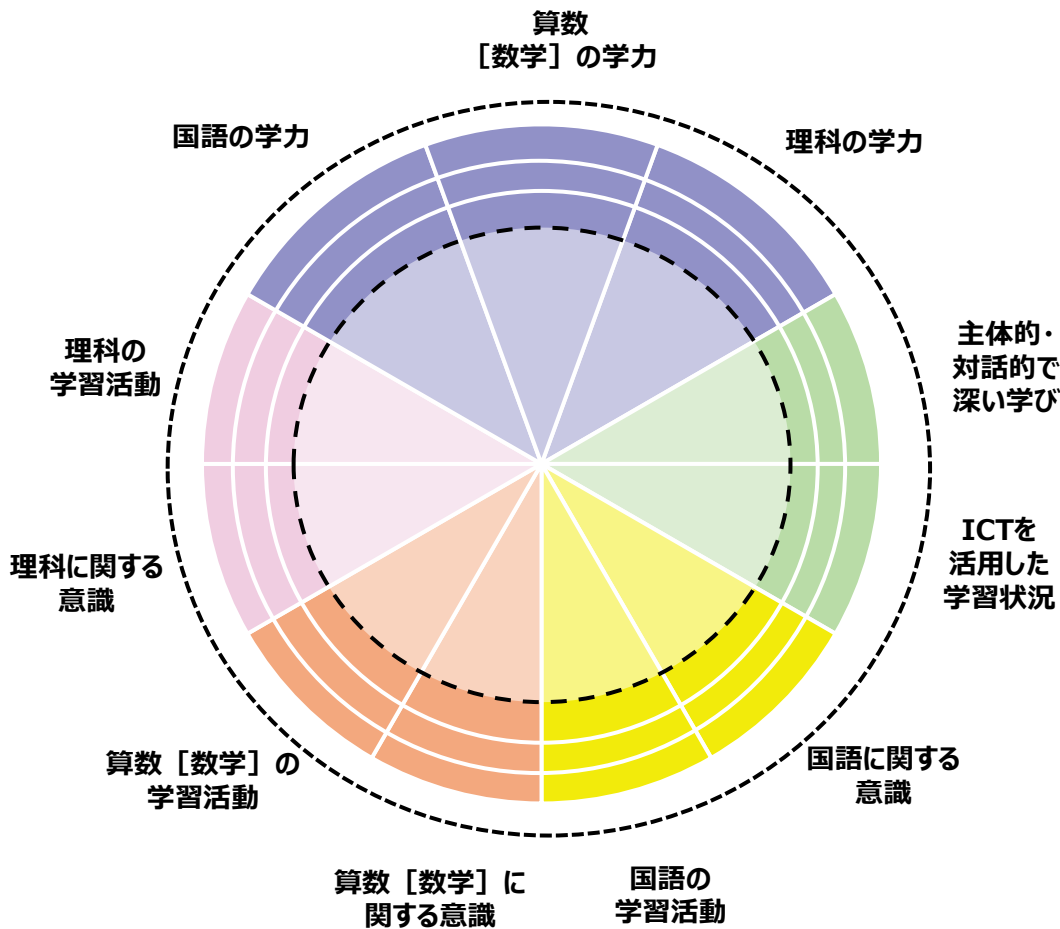 算数
［数学］の学力
国語の学力
理科の学力
理科の
学習活動
主体的・
対話的で
深い学び
理科に関する
意識
ICTを
活用した
学習状況
算数［数学］の
学習活動
国語に関する
意識
算数［数学］に
関する意識
国語の
学習活動